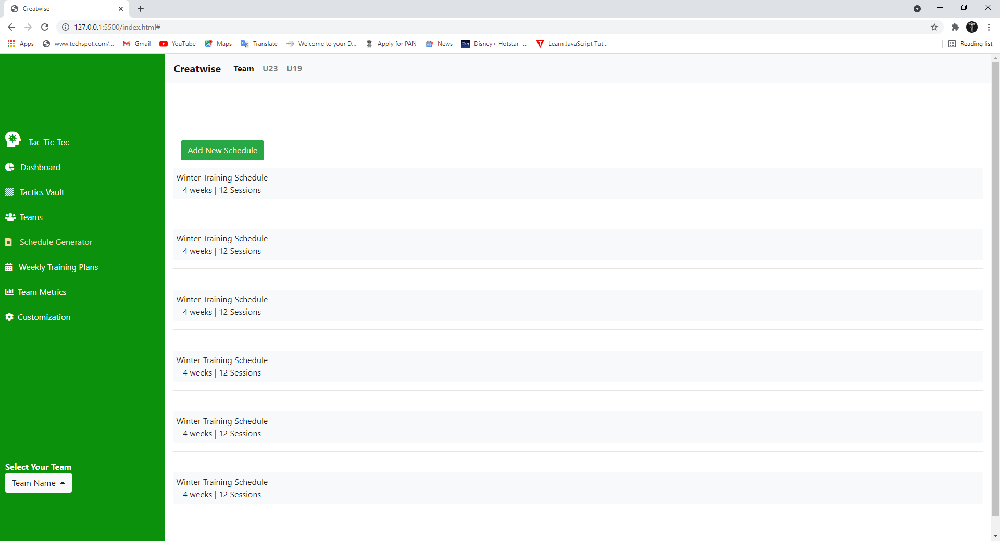 Creatwise
127.0.0.1:5500/index.html#
Apps www.techspot.com/... Gmail YouTube Maps Translate Welcome to your D... Apply for PAN News Disney+ Hotstar -... Learn JavaScript Tut... Reading list
Creatwise Team U23 U19
Tac-Tic-Tec
Dashboard
Tactics Vault
Teams
Schedule Generator
Weekly Training Plans
Team Metrics
Customization
Select Your Team
Team Name
Add New Schedule
Winter Training Schedule
4 weeks | 12 Sessions
Winter Training Schedule
4 weeks | 12 Sessions
Winter Training Schedule
4 weeks | 12 Sessions
Winter Training Schedule
4 weeks | 12 Sessions
Winter Training Schedule
4 weeks | 12 Sessions
Winter Training Schedule
4 weeks | 12 Sessions